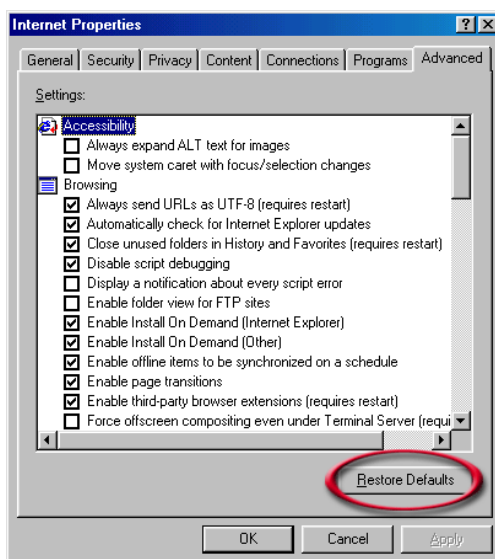 Internet Properties
General Security Privacy Content Connections Programs Advanced
Settings:
Accessibility
Always expand ALT text for images
Move system caret with focus/selection changes
Browsing
Always send URLs as UTF-8 (requires restart)
Automatically check for Internet Explorer updates
Close unused folders in History and Favorites (requires restart)
Disable script debugging
Display a notification about every script error
Enable folder view for FTP sites
Enable Install On Demand (Internet Explorer)
Enable Install On Demand (Other)
Enable offline items to be synchronized on a schedule
Enable page transitions
Enable third-party browser extensions (requires restart)
Force offscreen compositing even under Terminal Server (requi
Restore Defaults
OK Cancel Apply